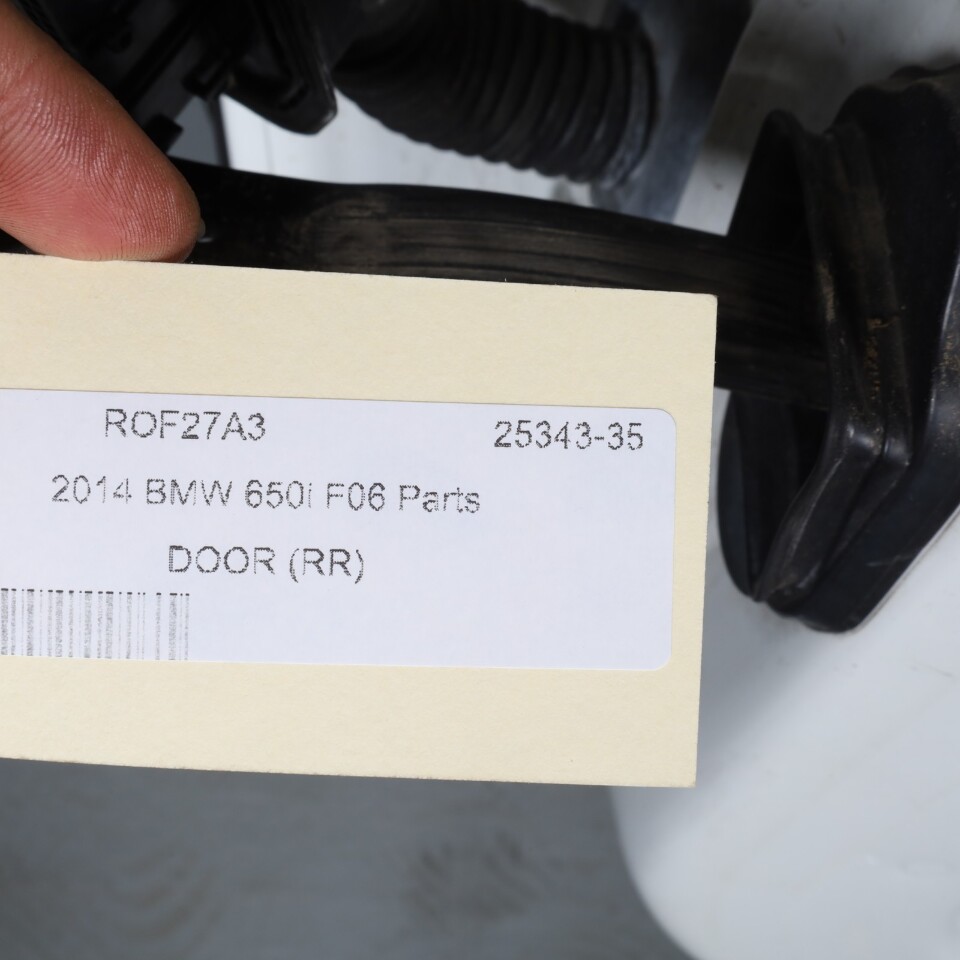 ROF27A3 25343-35
2014 BMW 650i F06 Parts
DOOR (RR)